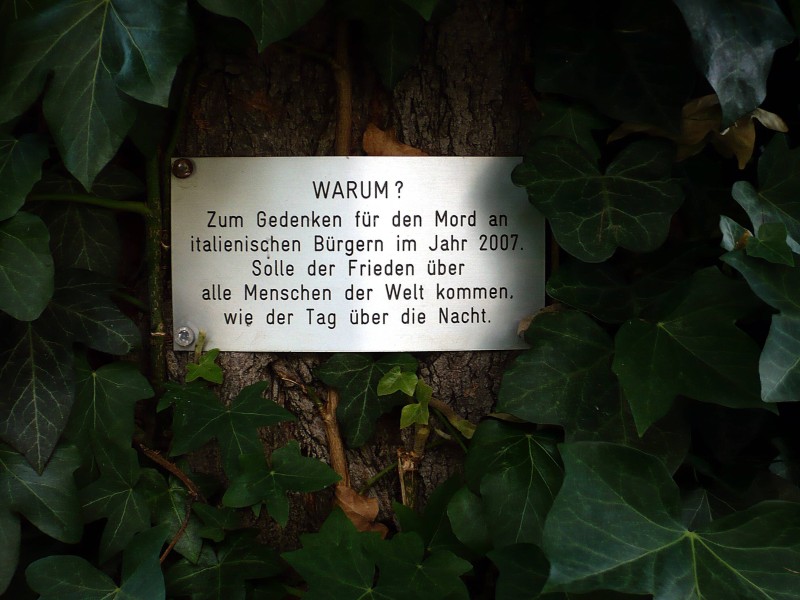 WARUM?
Zum Gedenken für den Mord an
italienischen Bürgern im Jahr 2007.
Solle der Frieden über
alle Menschen der Welt kommen,
wie der Tag über die Nacht.